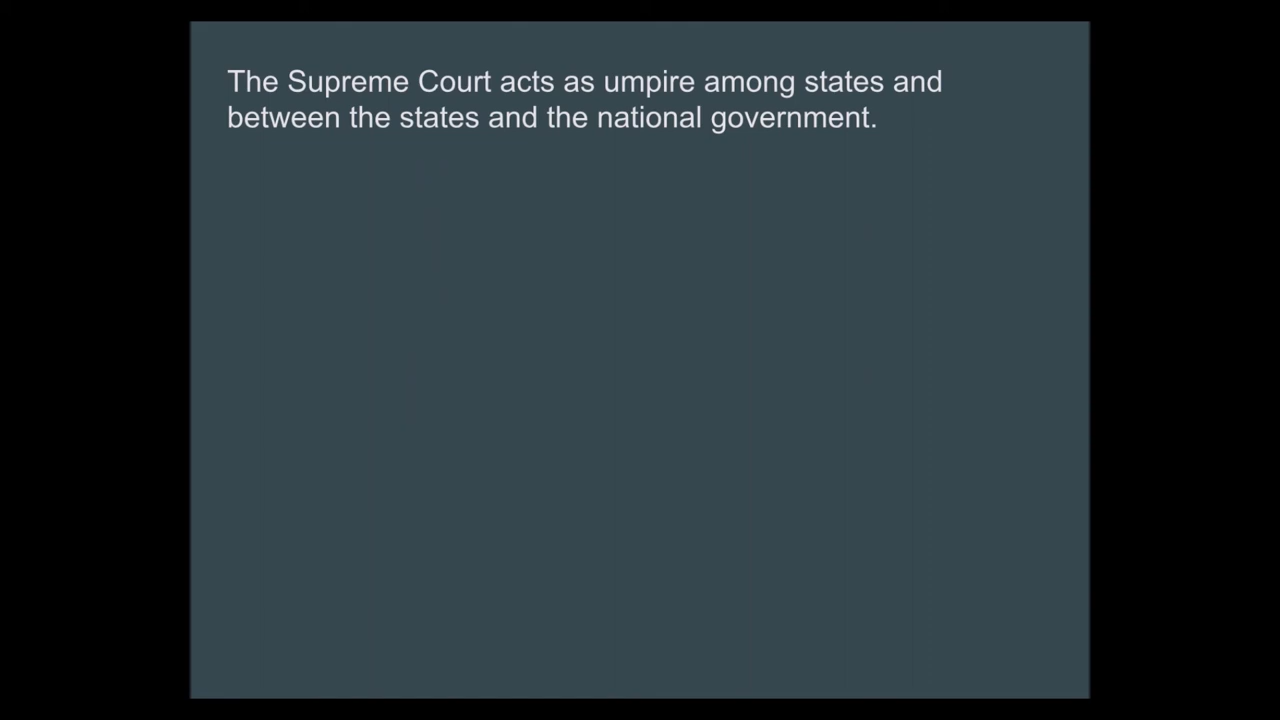 The Supreme Court acts as umpire among states and
between the states and the national government.